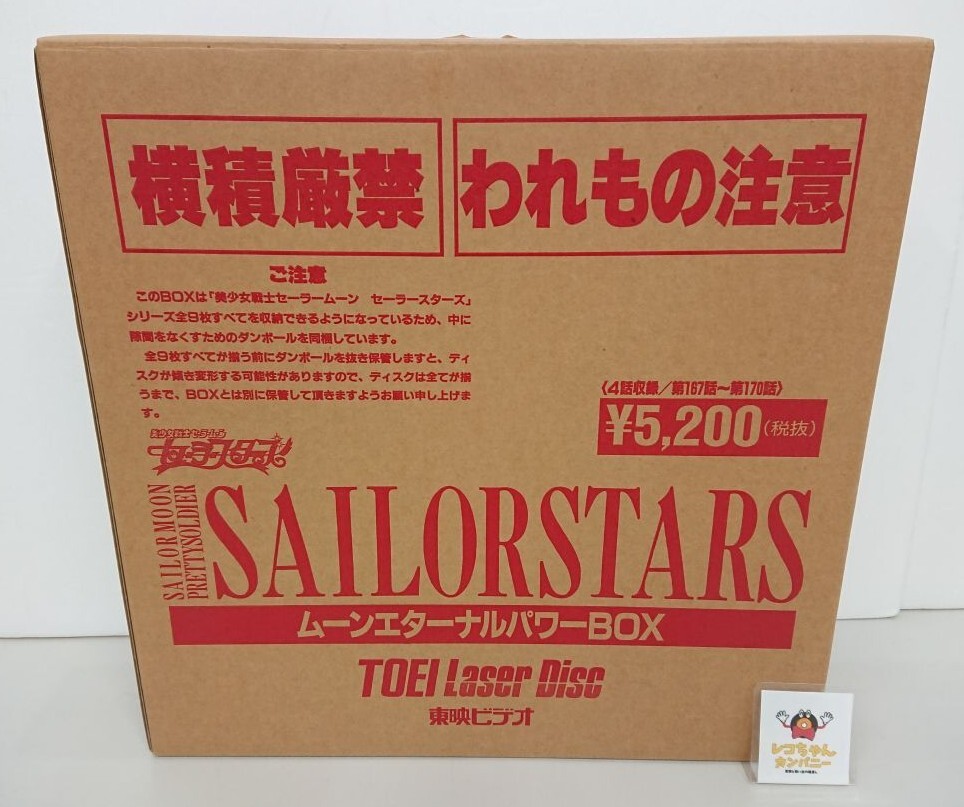 横積厳禁
われもの注意
ご注意
このBOXは「美少女戦士セーラームーン　セーラースターズ」
シリーズ全9枚すべてを収納できるようになっているため、中に
隙間をなくすためのダンボールを同梱しています。
全9枚すべてが揃う前にダンボールを抜き保管しますと、ディ
スクが傾き変形する可能性がありますので、ディスクは全てが揃
うまで、BOXとは別に保管して頂きますようお願い申し上げま
す。
〈4話収録／第167話～第170話〉
¥5,200(税抜)
美少女戦士セーラームーン
セーラースターズ
SAILORMOON
PRETTYSOLDIER
SAILORSTARS
ムーンエターナルパワーBOX
TOEI Laser Disc
東映ビデオ
レコちゃん
カンパニー